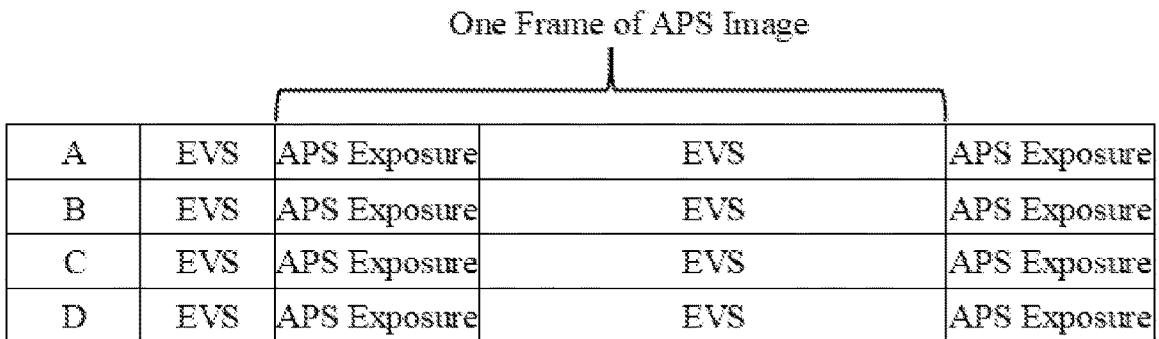 One Frame of APS Image
A EVS APS Exposure EVS APS Exposure
B EVS APS Exposure EVS APS Exposure
C EVS APS Exposure EVS APS Exposure
D EVS APS Exposure EVS APS Exposure